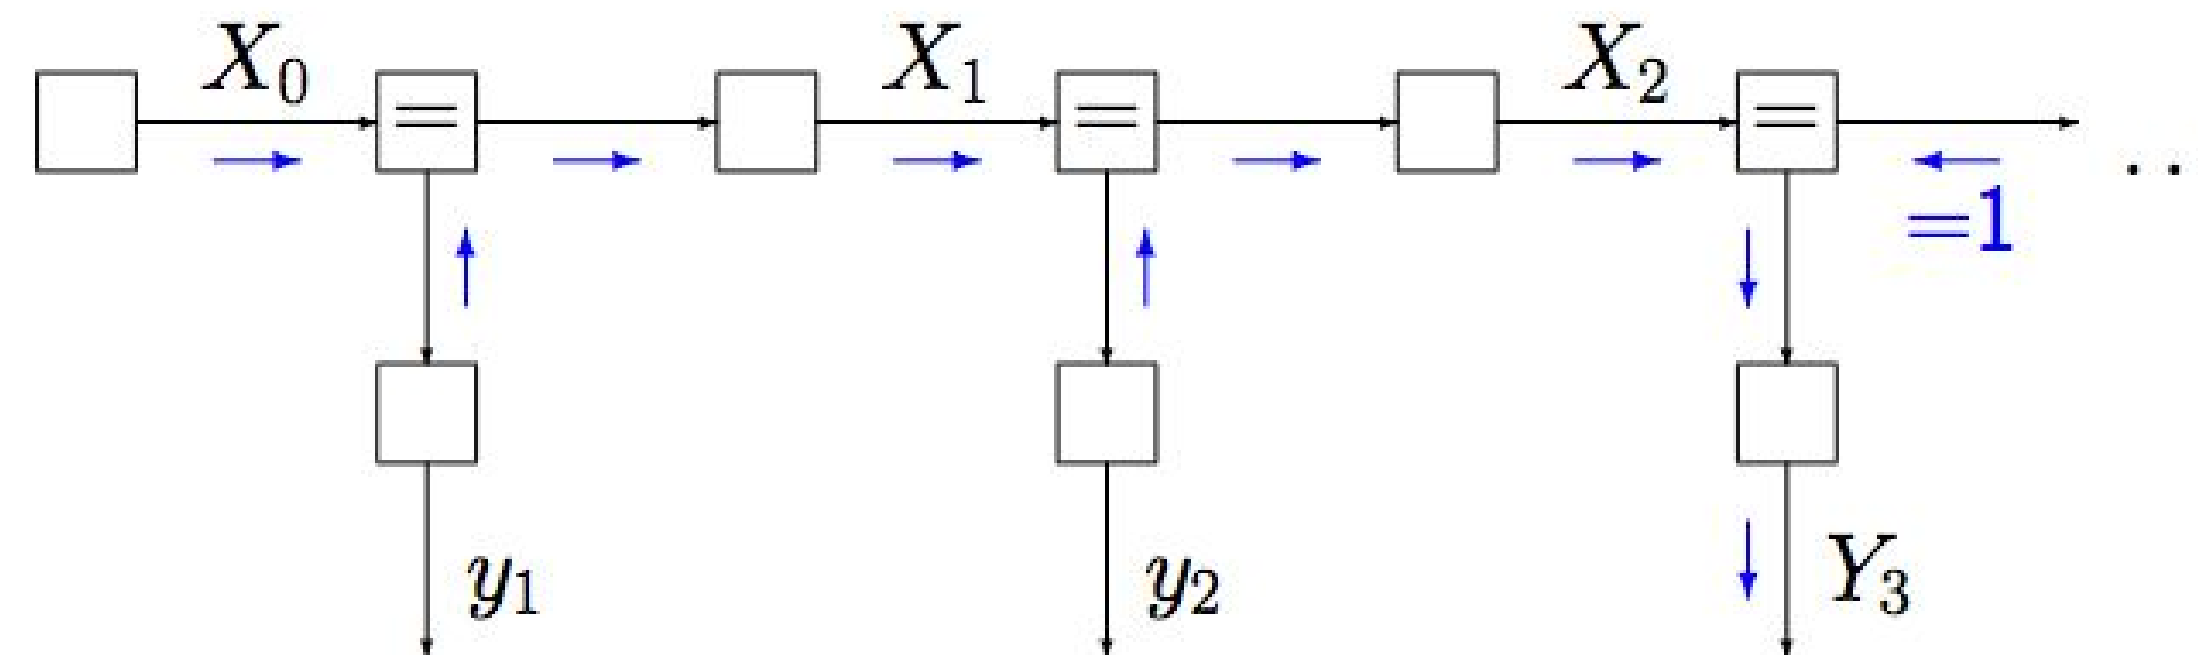 X₀ X₁ X₂
= = =
. .
=1
y₁ y₂ Y₃